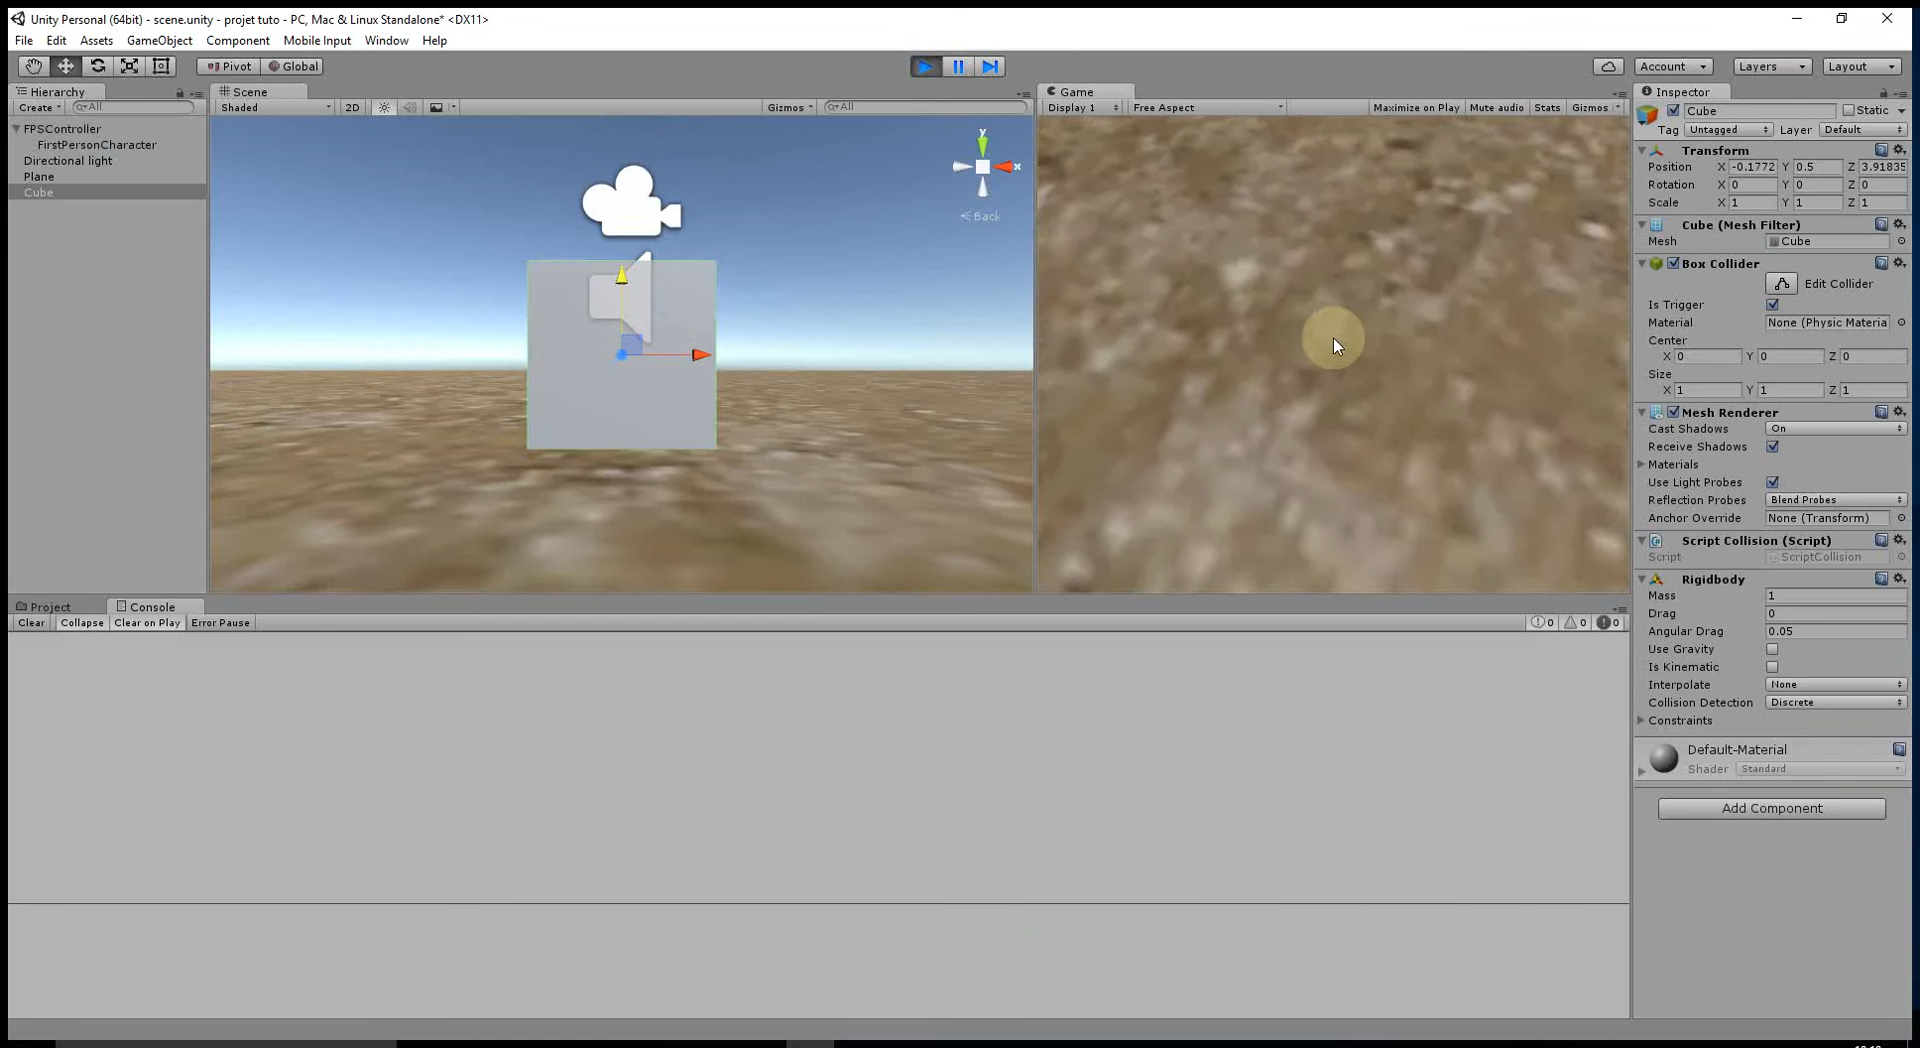 Unity Personal (64bit) - scene.unity - projet tuto - PC, Mac & Linux Standalone* <DX11>
File Edit Assets GameObject Component Mobile Input Window Help
Pivot Global Account Layers Layout
Hierarchy Scene Game Inspector
Create All Shaded 2D Gizmos All Display 1 Free Aspect Maximize on Play Mute audio Stats Gizmos
Cube Static
Tag Untagged Layer Default
FPSController
FirstPersonCharacter
Directional light
Plane
Cube
y
x
Back
Transform
Position X -0.1772 Y 0.5 Z 3.91835
Rotation X 0 Y 0 Z 0
Scale X 1 Y 1 Z 1
Cube (Mesh Filter)
Mesh Cube
Box Collider
Edit Collider
Is Trigger
Material None (Physic Materia
Center
X 0 Y 0 Z 0
Size
X 1 Y 1 Z 1
Mesh Renderer
Cast Shadows On
Receive Shadows
Materials
Use Light Probes
Reflection Probes Blend Probes
Anchor Override None (Transform)
Script Collision (Script)
Script ScriptCollision
Rigidbody
Mass 1
Drag 0
Angular Drag 0.05
Use Gravity
Is Kinematic
Interpolate None
Collision Detection Discrete
Constraints
Default-Material
Shader Standard
Add Component
Project Console
Clear Collapse Clear on Play Error Pause 0 0 0